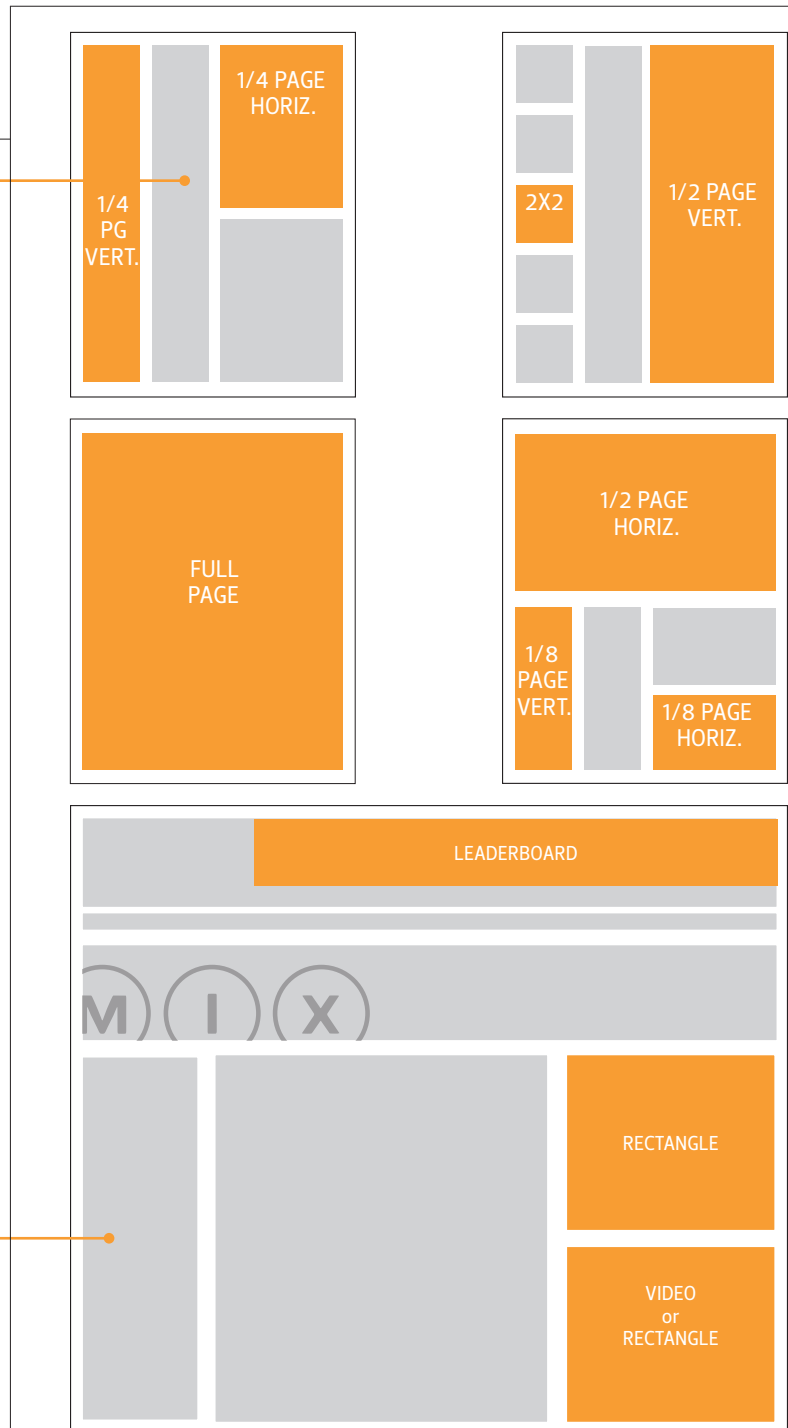 1/4 PAGE
HORIZ.
1/4
PG
VERT.
2X2
1/2 PAGE
VERT.
FULL
PAGE
1/2 PAGE
HORIZ.
1/8
PAGE
VERT.
1/8 PAGE
HORIZ.
LEADERBOARD
M I X
RECTANGLE
VIDEO
or
RECTANGLE